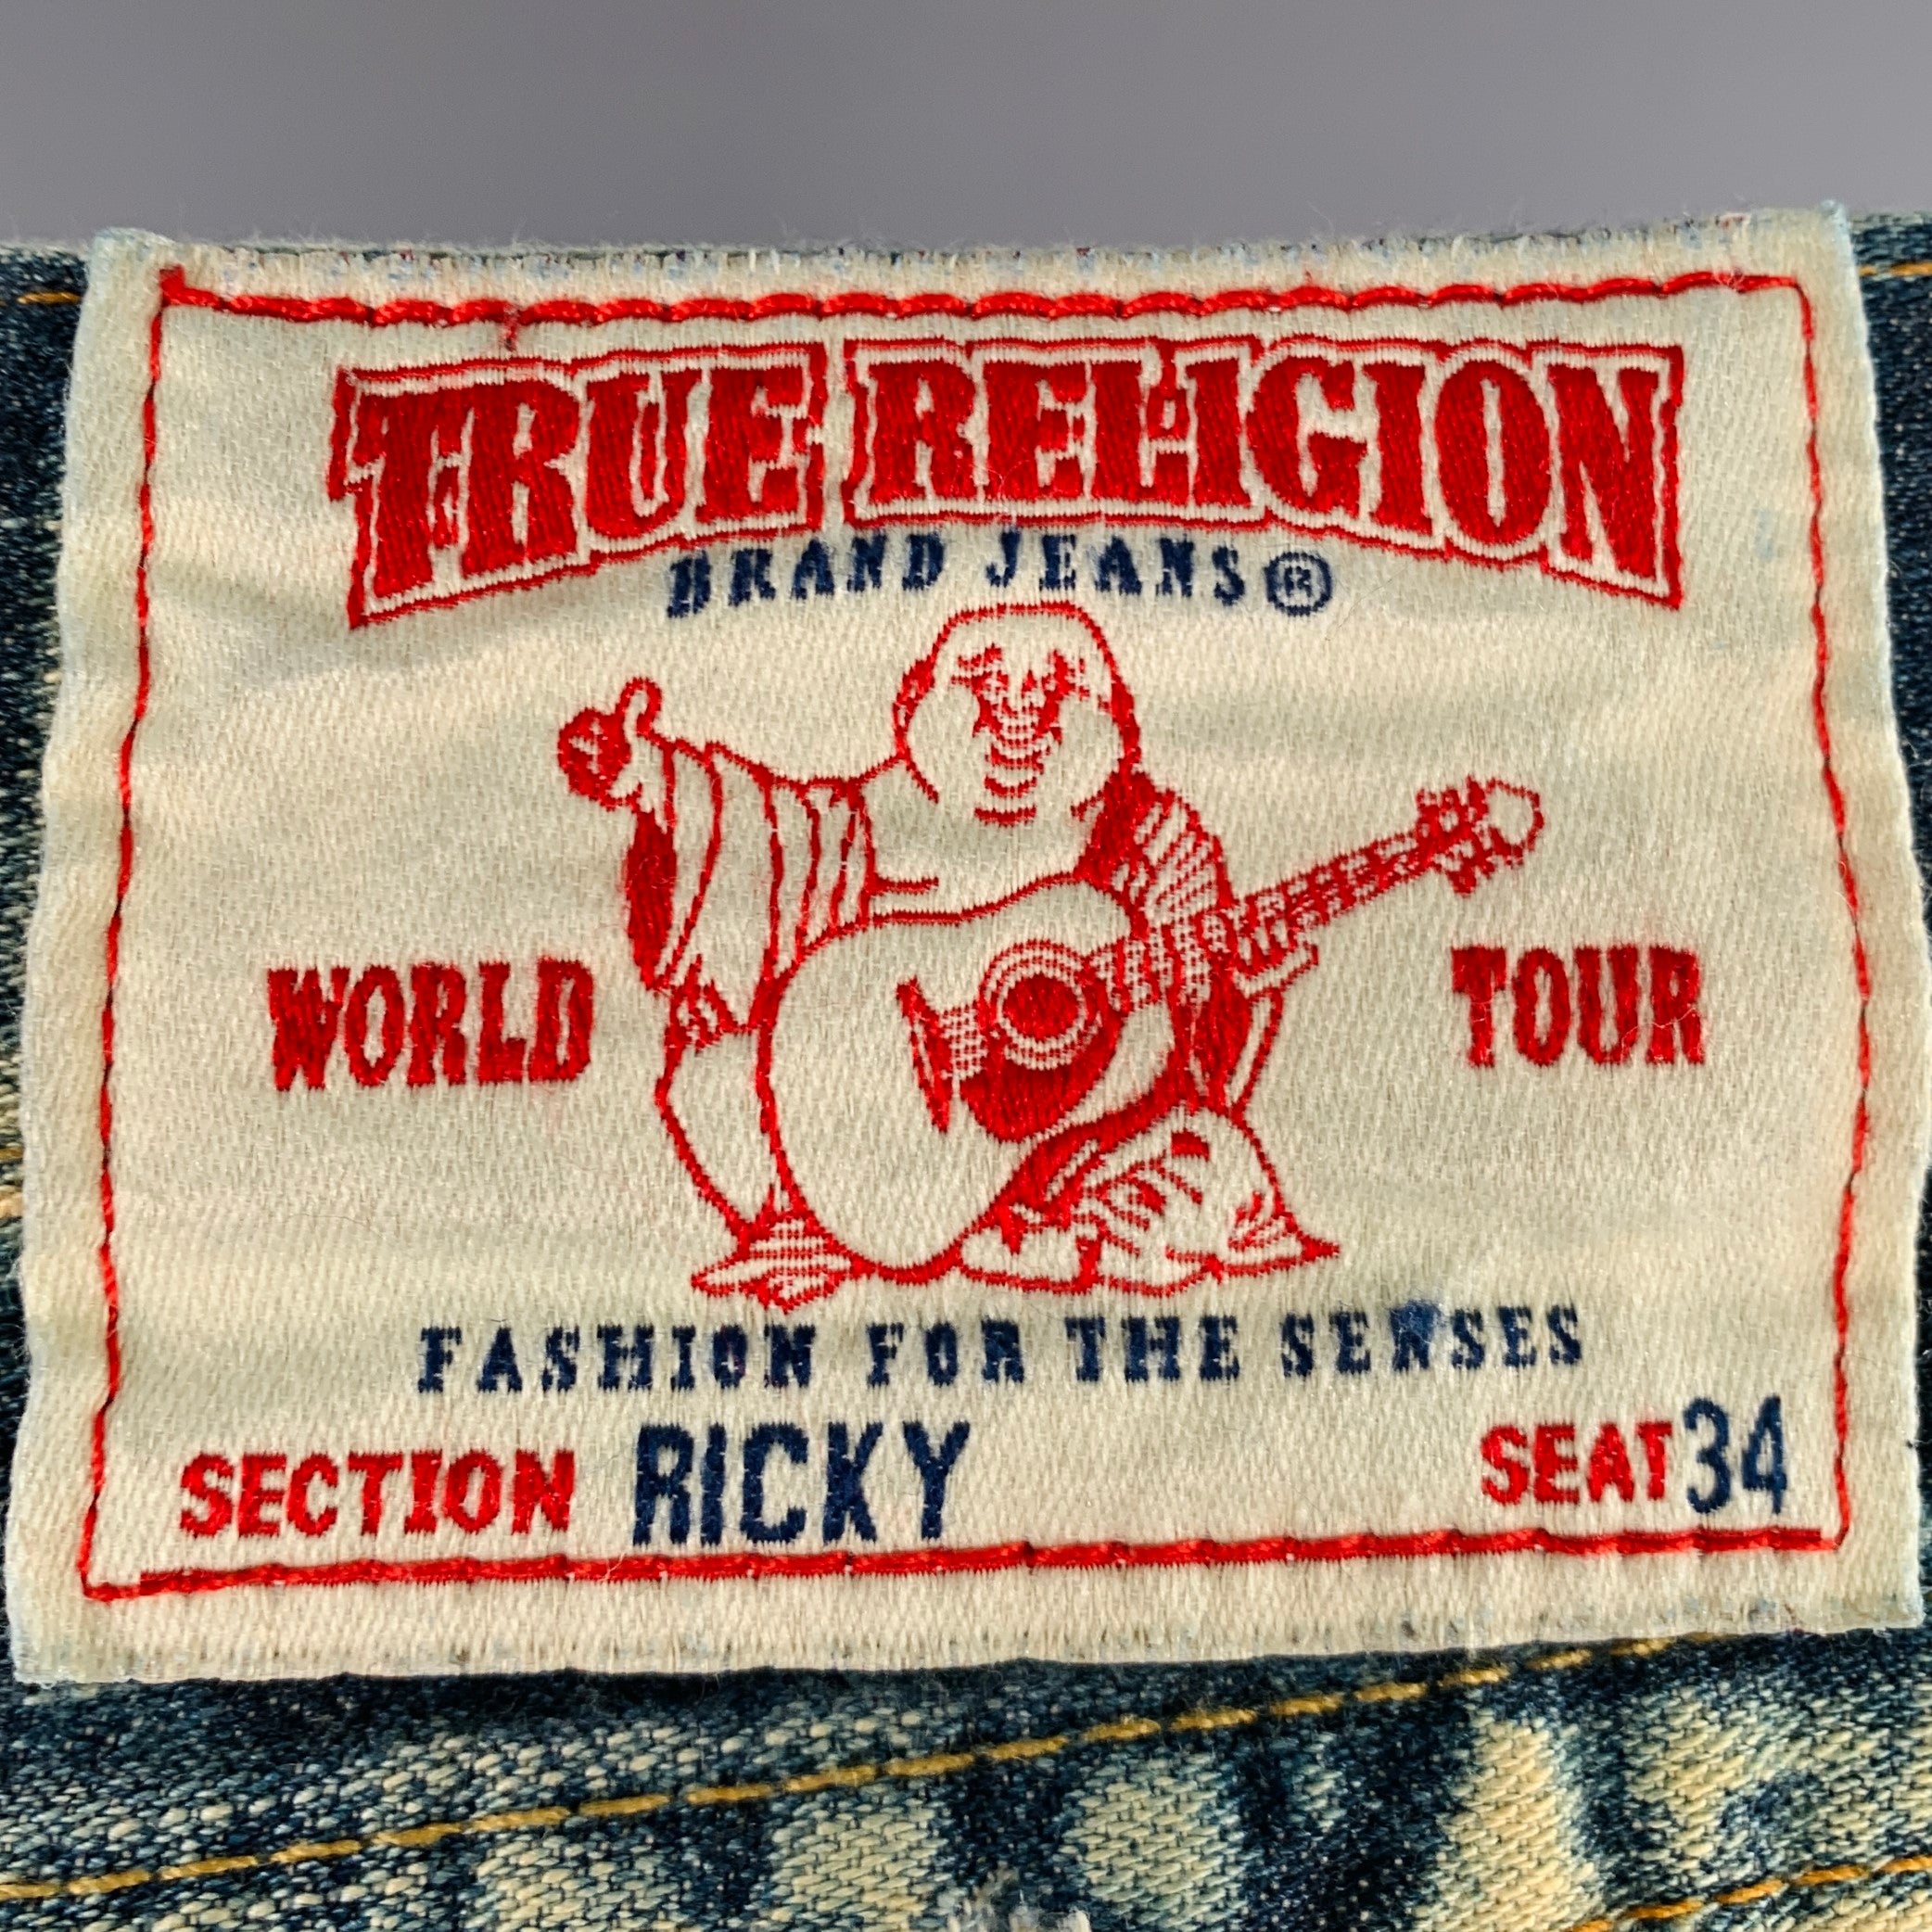 TRUE RELIGION
BRAND JEANS®
WORLD TOUR
FASHION FOR THE SENSES
SECTION RICKY SEAT 34